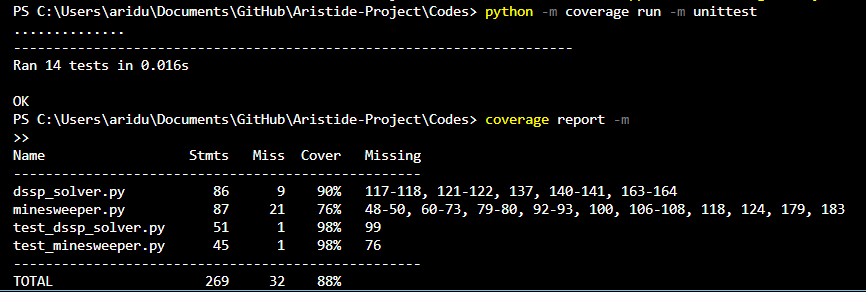 PS C:\Users\aridu\Documents\GitHub\Aristide-Project\Codes> python -m coverage run -m unittest
..............
----------------------------------------------------------------------
Ran 14 tests in 0.016s
OK
PS C:\Users\aridu\Documents\GitHub\Aristide-Project\Codes> coverage report -m
>>
Name                  Stmts   Miss  Cover   Missing
---------------------------------------------------
dssp_solver.py           86      9    90%   117-118, 121-122, 137, 140-141, 163-164
minesweeper.py           87     21    76%   48-50, 60-73, 79-80, 92-93, 100, 106-108, 118, 124, 179, 183
test_dssp_solver.py      51      1    98%   99
test_minesweeper.py      45      1    98%   76
---------------------------------------------------
TOTAL                   269     32    88%